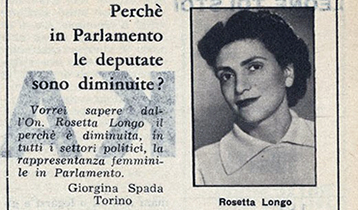 Perchè
in Parlamento
le deputate
sono diminuite?
Vorrei sapere dal-
l'On. Rosetta Longo il
perchè è diminuita, in
tutti i settori politici, la
rappresentanza femmini-
le in Parlamento.
Giorgina Spada
Torino
Rosetta Longo